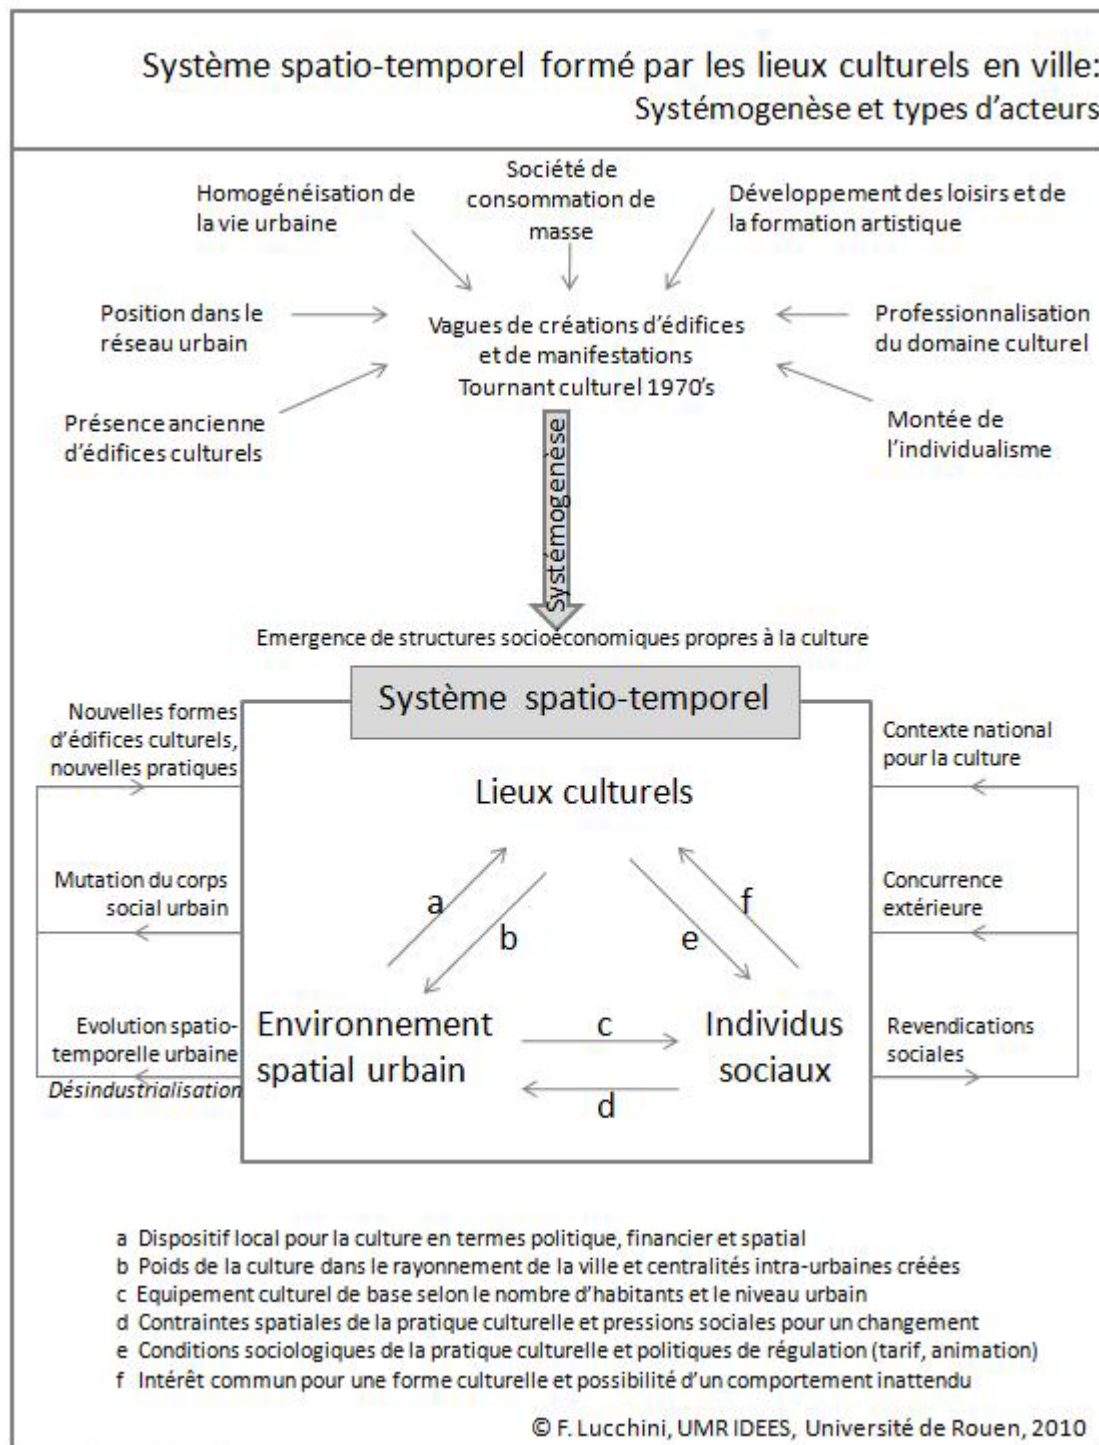 Système spatio-temporel formé par les lieux culturels en ville:
Systémogenèse et types d'acteurs
Homogénéisation de
la vie urbaine
Société de
consommation de
masse
Développement des loisirs et de
la formation artistique
Position dans le
réseau urbain
Vagues de créations d'édifices
et de manifestations
Tournant culturel 1970's
Professionnalisation
du domaine culturel
Présence ancienne
d'édifices culturels
Montée de
l'individualisme
Systémogenèse
Emergence de structures socioéconomiques propres à la culture
Système spatio-temporel
Nouvelles formes
d'édifices culturels,
nouvelles pratiques
Contexte national
pour la culture
Lieux culturels
Mutation du corps
social urbain
Concurrence
extérieure
a
b
f
e
Evolution spatio-
temporelle urbaine
Désindustrialisation
Environnement
spatial urbain
c
d
Individus
sociaux
Revendications
sociales
a Dispositif local pour la culture en termes politique, financier et spatial
b Poids de la culture dans le rayonnement de la ville et centralités intra-urbaines créées
c Equipement culturel de base selon le nombre d'habitants et le niveau urbain
d Contraintes spatiales de la pratique culturelle et pressions sociales pour un changement
e Conditions sociologiques de la pratique culturelle et politiques de régulation (tarif, animation)
f Intérêt commun pour une forme culturelle et possibilité d'un comportement inattendu
© F. Lucchini, UMR IDEES, Université de Rouen, 2010